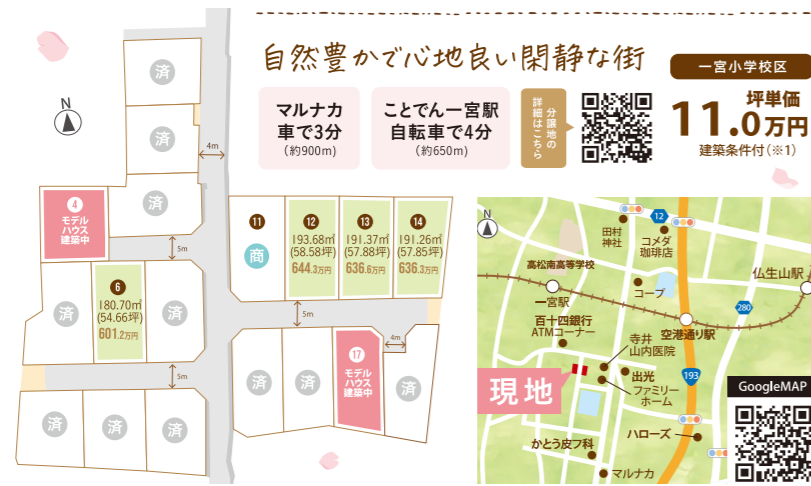 自然豊かで心地良い閑静な街
マルナカ
車で3分
(約900m)
ことでん一宮駅
自転車で4分
(約650m)
分譲地の
詳細はこちら
一宮小学校区
坪単価
11.0万円
建築条件付(※1)
N
済
済
済
4m
4
モデル
ハウス
建築中
5m
済
6
180.70㎡
(54.66坪)
601.2万円
済
5m
済
済
済
11
商
12
193.68㎡
(58.58坪)
644.3万円
13
191.37㎡
(57.88坪)
636.6万円
14
191.26㎡
(57.85坪)
636.3万円
5m
済
済
17
モデル
ハウス
建築中
4m
済
N
12
田村
神社
コメダ
珈琲店
高松南高等学校
コープ
仏生山駅
一宮駅
280
百十四銀行
ATMコーナー
空港通り駅
寺井
山内医院
現地
出光
193
ファミリー
ホーム
GoogleMAP
ハローズ
かとう皮フ科
マルナカ